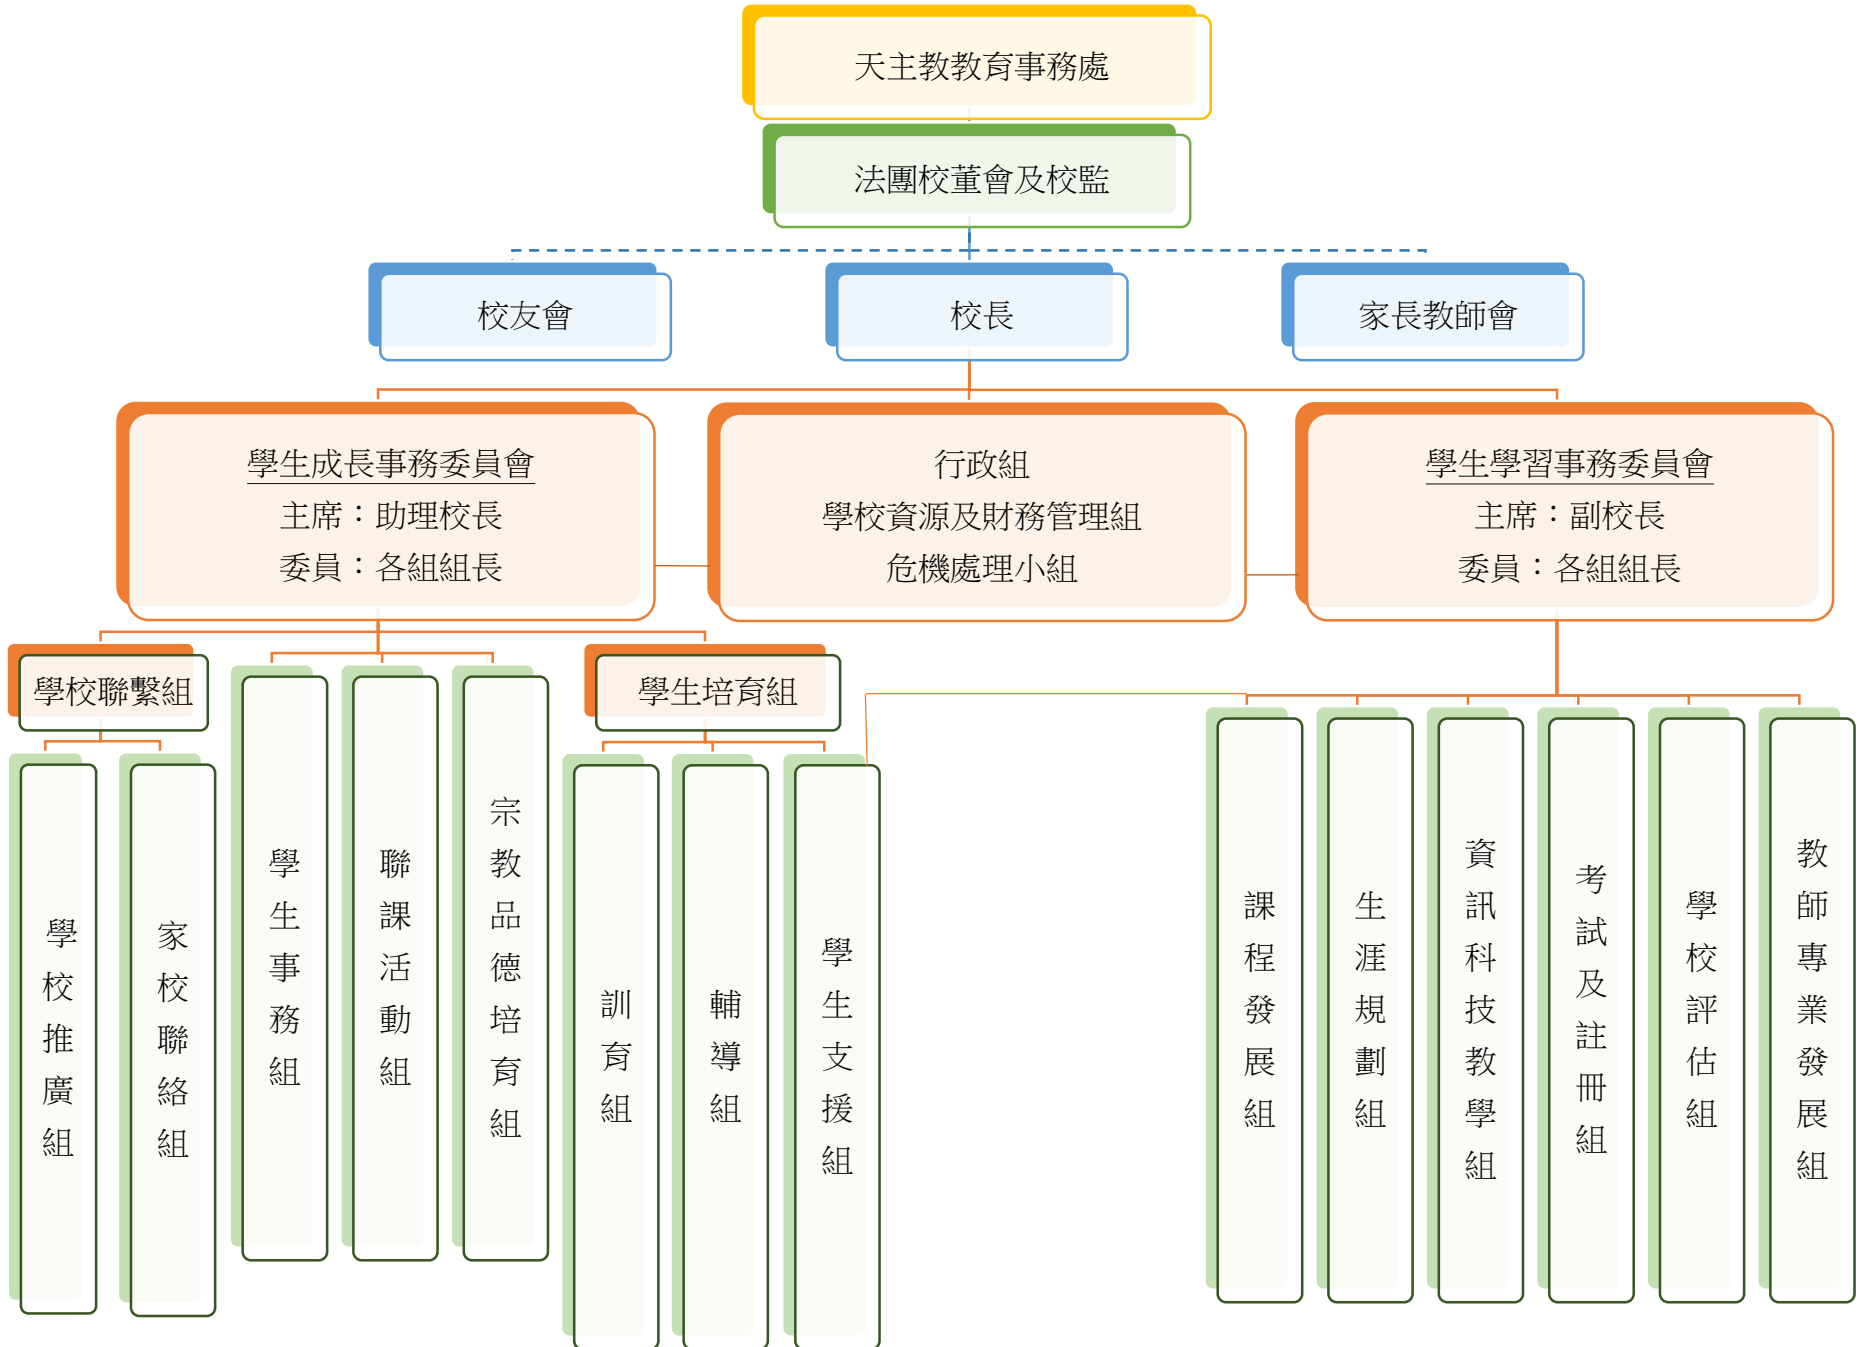 天主教教育事務處
法團校董會及校監
校友會
校長
家長教師會
學生成長事務委員會
主席：助理校長
委員：各組組長
行政組
學校資源及財務管理組
危機處理小組
學生學習事務委員會
主席：副校長
委員：各組組長
學校聯繫組
學生培育組
學校推廣組
家校聯絡組
學生事務組
聯課活動組
宗教品德培育組
訓育組
輔導組
學生支援組
課程發展組
生涯規劃組
資訊科技教學組
考試及註冊組
學校評估組
教師專業發展組